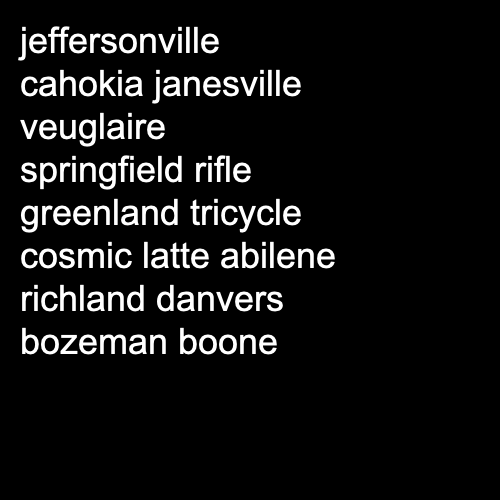 jeffersonville
cahokia janesville
veuglaire
springfield rifle
greenland tricycle
cosmic latte abilene
richland danvers
bozeman boone